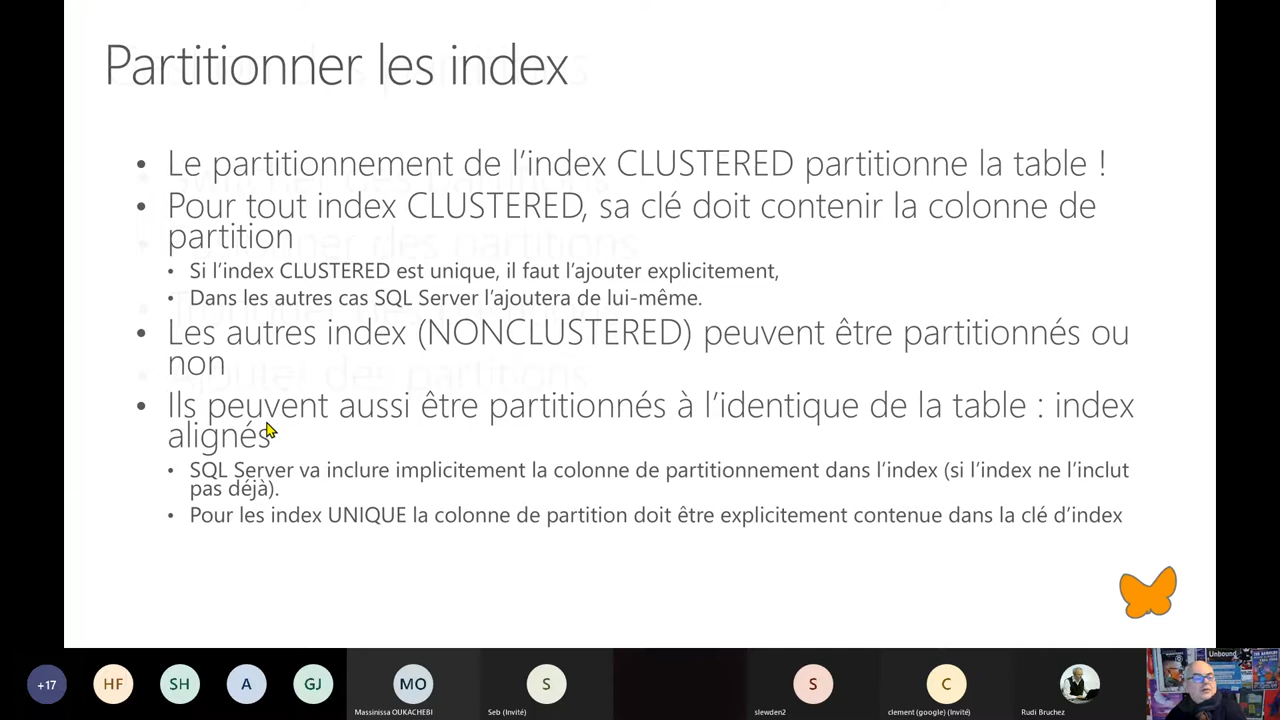 Partitionner les index
• Le partitionnement de l'index CLUSTERED partitionne la table !
• Pour tout index CLUSTERED, sa clé doit contenir la colonne de
partition
• Si l'index CLUSTERED est unique, il faut l'ajouter explicitement,
• Dans les autres cas SQL Server l'ajoutera de lui-même.
• Les autres index (NONCLUSTERED) peuvent être partitionnés ou
non
• Ils peuvent aussi être partitionnés à l'identique de la table : index
alignés
• SQL Server va inclure implicitement la colonne de partitionnement dans l'index (si l'index ne l'inclut
pas déjà).
• Pour les index UNIQUE la colonne de partition doit être explicitement contenue dans la clé d'index
+17
HF
SH
A
GJ
MO
S
S
C
Massinissa OUKACHEBI
Seb (Invité)
slewden2
clement (google) (Invité)
Rudi Bruchez
Unbound